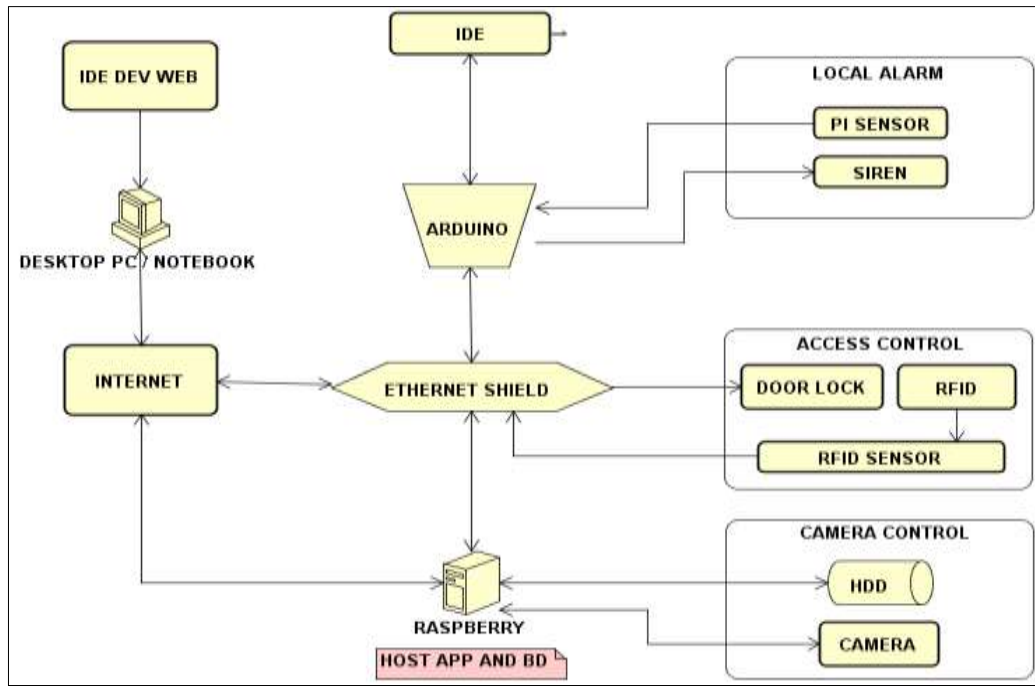 IDE
IDE DEV WEB
LOCAL ALARM
PI SENSOR
SIREN
ARDUINO
DESKTOP PC / NOTEBOOK
ACCESS CONTROL
INTERNET
ETHERNET SHIELD
DOOR LOCK
RFID
RFID SENSOR
CAMERA CONTROL
HDD
RASPBERRY
CAMERA
HOST APP AND BD